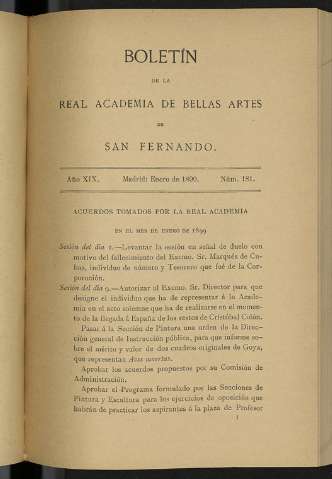 BOLETÍN
DE LA
REAL ACADEMIA DE BELLAS ARTES
DE
SAN FERNANDO.
Año XIX. Madrid: Enero de 1899. Núm. 181.
ACUERDOS TOMADOS POR LA REAL ACADEMIA
EN EL MES DE ENERO DE 1899
Sesión del día 2.—Levantar la sesión en señal de duelo con
motivo del fallecimiento del Excmo. Sr. Marqués de Cu-
bas, individuo de número y Tesorero que fué de la Cor-
poración.
Sesión del día 9.—Autorizar al Excmo. Sr. Director para que
designe el individuo que ha de representar á la Acade-
mia en el acto solemne que ha de realizarse en el momen-
to de la llegada á España de los restos de Cristóbal Colón.
Pasar á la Sección de Pintura una orden de la Direc-
ción general de Instrucción pública, para que informe so-
bre el mérito y valor de dos cuadros originales de Goya,
que representan
Aprobar los acuerdos propuestos por su Comisión de
Administración.
Aprobar el Programa formulado por las Secciones de
Pintura y Escultura para los ejercicios de oposición que
habrán de practicar los aspirantes á la plaza de Profesor
1